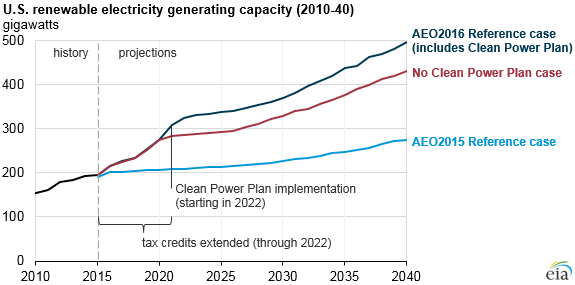 U.S. renewable electricity generating capacity (2010-40)
gigawatts
500
400
300
200
100
0
history
projections
AEO2016 Reference case
(includes Clean Power Plan)
No Clean Power Plan case
AEO2015 Reference case
Clean Power Plan implementation
(starting in 2022)
tax credits extended (through 2022)
2010 2015 2020 2025 2030 2035 2040
eia